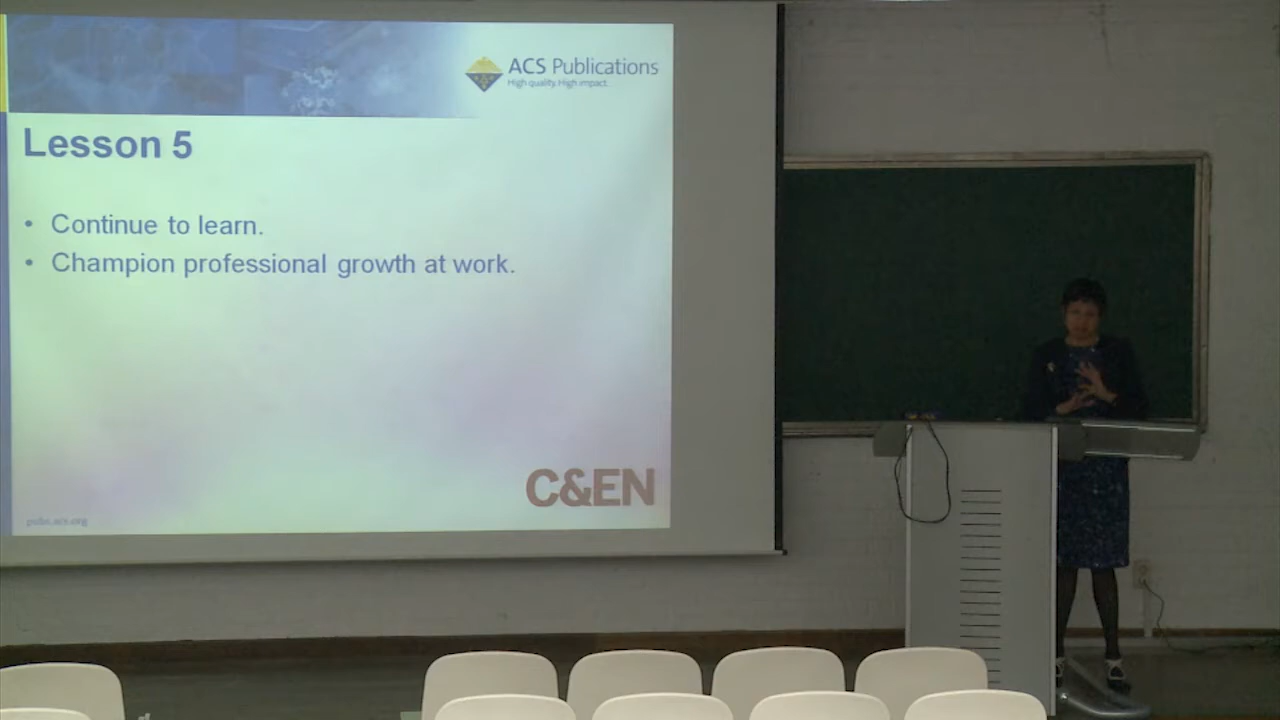 ACS Publications
High quality. High impact.
Lesson 5
• Continue to learn.
• Champion professional growth at work.
C&EN
pubs.acs.org